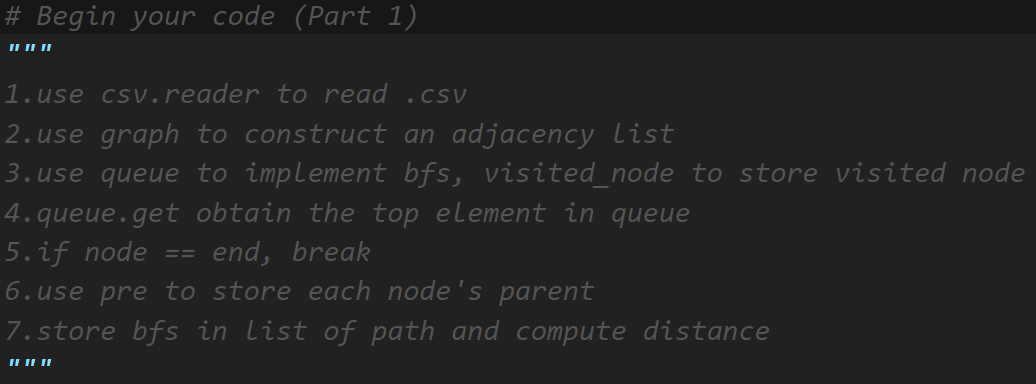 # Begin your code (Part 1)
"""
1.use csv.reader to read .csv
2.use graph to construct an adjacency list
3.use queue to implement bfs, visited_node to store visited node
4.queue.get obtain the top element in queue
5.if node == end, break
6.use pre to store each node's parent
7.store bfs in list of path and compute distance
"""